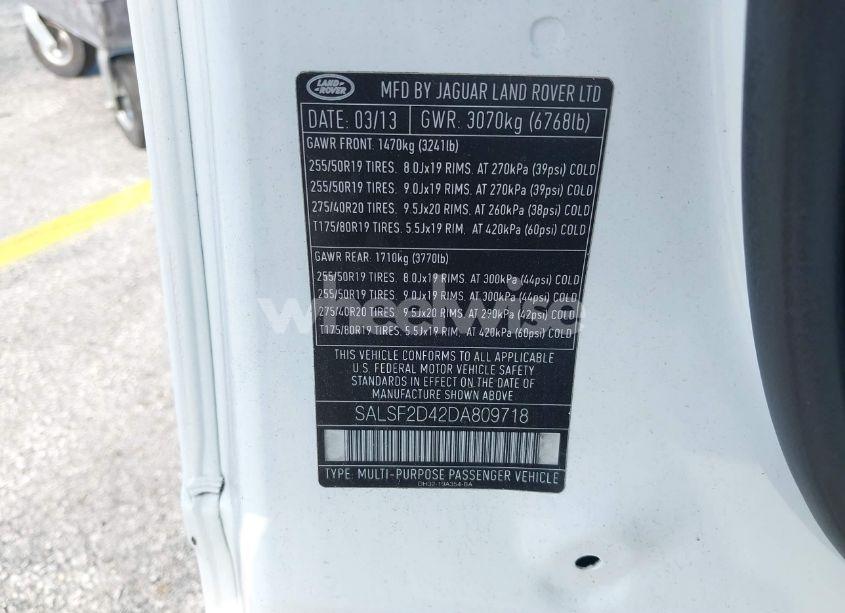 LAND
ROVER
MFD BY JAGUAR LAND ROVER LTD
DATE: 03/13 GWR: 3070kg (6768lb)
GAWR FRONT: 1470kg (3241lb)
255/50R19 TIRES. 8.0Jx19 RIMS. AT 270kPa (39psi) COLD
255/50R19 TIRES. 9.0Jx19 RIMS. AT 270kPa (39psi) COLD
275/40R20 TIRES. 9.5Jx20 RIMS. AT 260kPa (38psi) COLD
T175/80R19 TIRES. 5.5Jx19 RIM. AT 420kPa (60psi) COLD
GAWR REAR: 1710kg (3770lb)
255/50R19 TIRES. 8.0Jx19 RIMS. AT 300kPa (44psi) COLD
255/50R19 TIRES. 9.0Jx19 RIMS. AT 300kPa (44psi) COLD
275/40R20 TIRES. 9.5Jx20 RIMS. AT 290kPa (42psi) COLD
T175/80R19 TIRES. 5.5Jx19 RIM. AT 420kPa (60psi) COLD
wheelwise
THIS VEHICLE CONFORMS TO ALL APPLICABLE
U.S. FEDERAL MOTOR VEHICLE SAFETY
STANDARDS IN EFFECT ON THE DATE OF
MANUFACTURE SHOWN ABOVE.
SALSF2D42DA809718
TYPE: MULTI-PURPOSE PASSENGER VEHICLE
DH32-19A354-BA